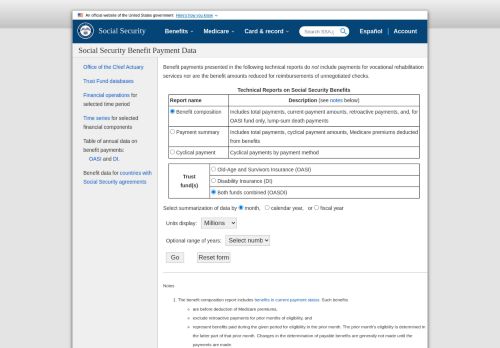 An official website of the United States government Here's how you know
Social Security
Benefits
Medicare
Card & record
Search SSA.g
Español
Account
Social Security Benefit Payment Data
Office of the Chief Actuary
Trust Fund databases
Financial operations for
selected time period
Time series for selected
financial components
Table of annual data on
benefit payments:
OASI and DI.
Benefit data for countries with
Social Security agreements
Benefit payments presented in the following technical reports do not include payments for vocational rehabilitation
services nor are the benefit amounts reduced for reimbursements of unnegotiated checks.
Technical Reports on Social Security Benefits
Report name Description (see notes below)
Benefit composition Includes total payments, current-payment amounts, retroactive payments, and, for
OASI fund only, lump-sum death payments
Payment summary Includes total payments, cyclical payment amounts, Medicare premiums deducted
from benefits
Cyclical payment Cyclical payments by payment method
Trust
fund(s)
Old-Age and Survivors Insurance (OASI)
Disability Insurance (DI)
Both funds combined (OASDI)
Select summarization of data by month, calendar year, or fiscal year
Units display: Millions
Optional range of years: Select numb
Go Reset form
Notes
1. The benefit composition report includes benefits in current payment status. Such benefits
are before deduction of Medicare premiums,
exclude retroactive payments for prior months of eligibility, and
represent benefits paid during the given period for eligibility in the prior month. The prior month's eligibility is determined in
the latter part of that prior month. Changes in the determination of payable benefits are generally not made until the
payments are made.